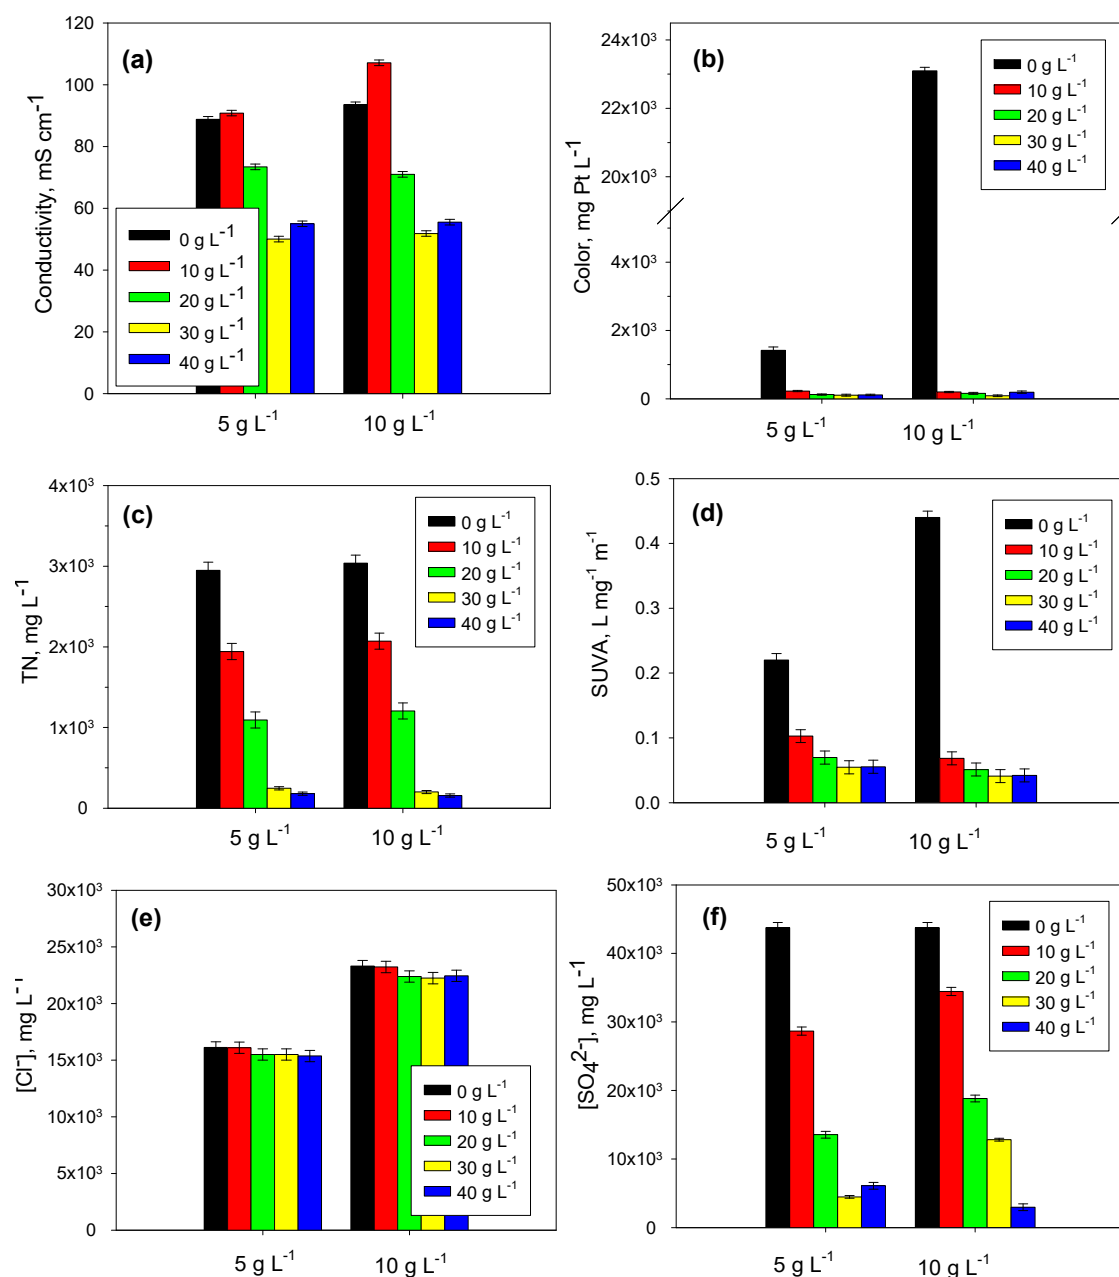 (a)
Conductivity, mS cm⁻¹
120
100
80
60
40
20
0
0 g L⁻¹
10 g L⁻¹
20 g L⁻¹
30 g L⁻¹
40 g L⁻¹
5 g L⁻¹
10 g L⁻¹
(b)
Color, mg Pt L⁻¹
24x10³
22x10³
20x10³
4x10³
2x10³
0
0 g L⁻¹
10 g L⁻¹
20 g L⁻¹
30 g L⁻¹
40 g L⁻¹
5 g L⁻¹
10 g L⁻¹
(c)
TN, mg L⁻¹
4x10³
3x10³
2x10³
1x10³
0
0 g L⁻¹
10 g L⁻¹
20 g L⁻¹
30 g L⁻¹
40 g L⁻¹
5 g L⁻¹
10 g L⁻¹
(d)
SUVA, L mg⁻¹ m⁻¹
0.5
0.4
0.3
0.2
0.1
0.0
0 g L⁻¹
10 g L⁻¹
20 g L⁻¹
30 g L⁻¹
40 g L⁻¹
5 g L⁻¹
10 g L⁻¹
(e)
[Cl⁻], mg L⁻¹
30x10³
25x10³
20x10³
15x10³
10x10³
5x10³
0
0 g L⁻¹
10 g L⁻¹
20 g L⁻¹
30 g L⁻¹
40 g L⁻¹
5 g L⁻¹
10 g L⁻¹
(f)
[SO₄²⁻], mg L⁻¹
50x10³
40x10³
30x10³
20x10³
10x10³
0
0 g L⁻¹
10 g L⁻¹
20 g L⁻¹
30 g L⁻¹
40 g L⁻¹
5 g L⁻¹
10 g L⁻¹